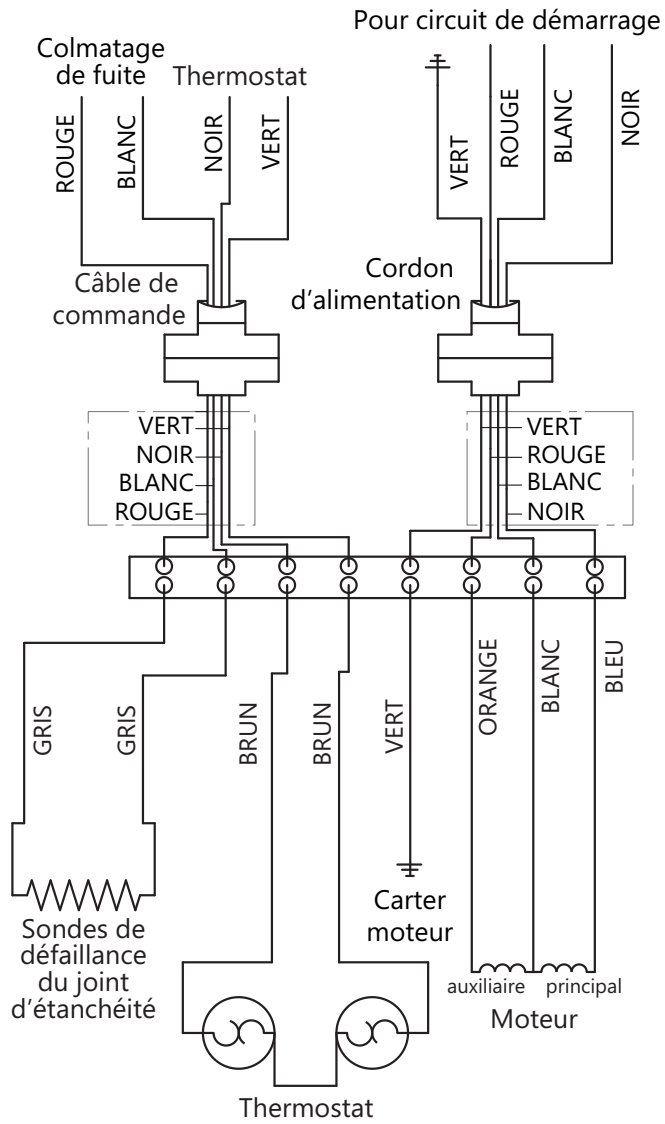 Pour circuit de démarrage
Colmatage
de fuite
Thermostat
ROUGE
BLANC
NOIR
VERT
VERT
ROUGE
BLANC
NOIR
Câble de
commande
Cordon
d'alimentation
VERT
NOIR
BLANC
ROUGE
VERT
ROUGE
BLANC
NOIR
GRIS
GRIS
BRUN
BRUN
VERT
ORANGE
BLANC
BLEU
Sondes de
défaillance
du joint
d'étanchéité
Carter
moteur
auxiliaire
principal
Moteur
Thermostat